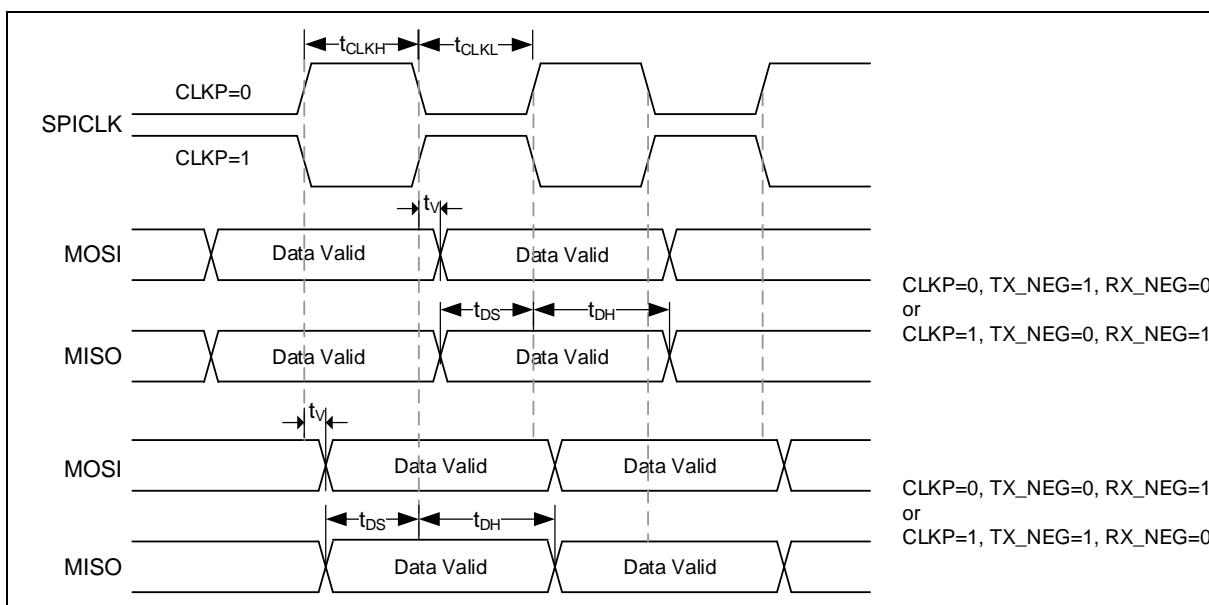 tCLKH tCLKL
CLKP=0
SPICLK
CLKP=1
tV
MOSI Data Valid Data Valid
CLKP=0, TX_NEG=1, RX_NEG=0
or
CLKP=1, TX_NEG=0, RX_NEG=1
tDS tDH
MISO Data Valid Data Valid
tV
MOSI Data Valid Data Valid
CLKP=0, TX_NEG=0, RX_NEG=1
or
CLKP=1, TX_NEG=1, RX_NEG=0
tDS tDH
MISO Data Valid Data Valid